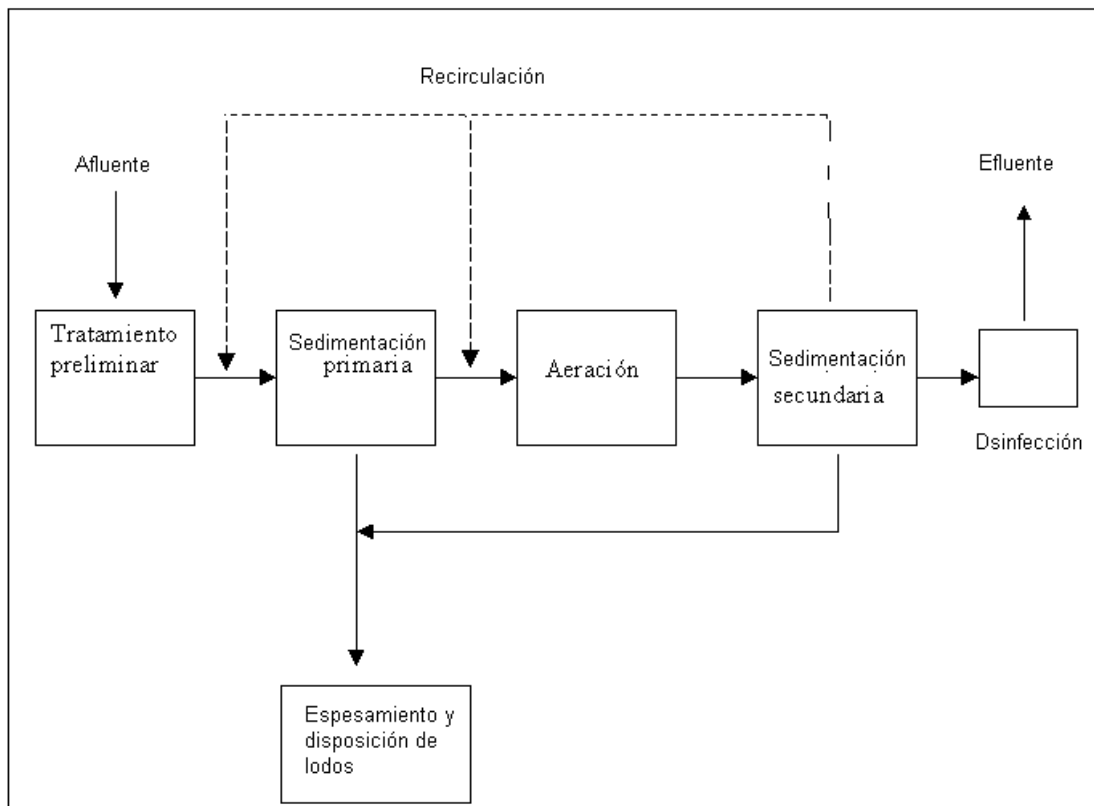 Recirculación
Afluente
Efluente
Tratamiento
preliminar
Sedimentación
primaria
Aeración
Sedimentación
secundaria
Dsinfección
Espesamiento y
disposición de
lodos